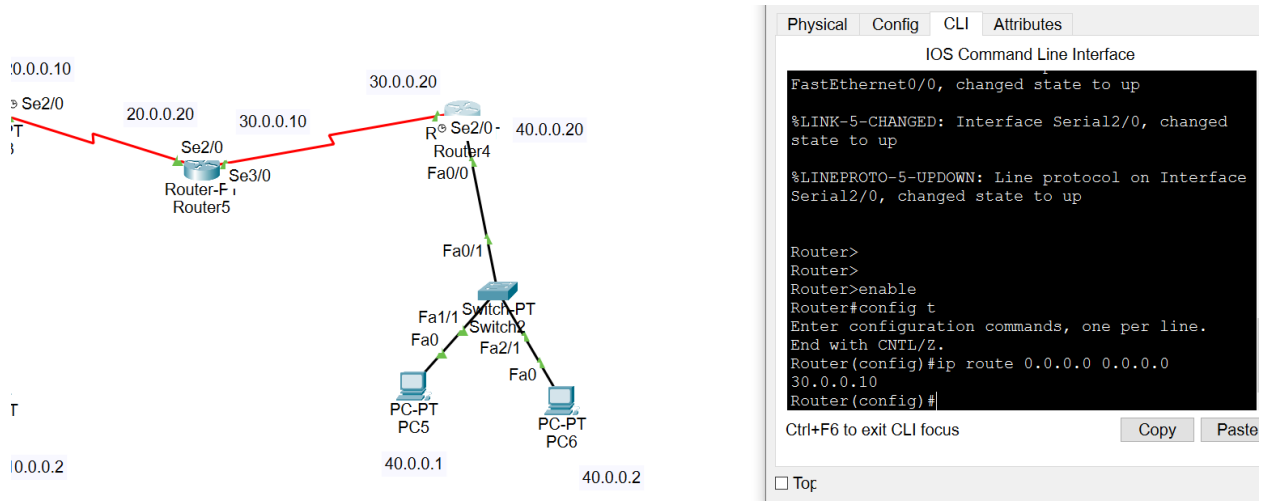 20.0.0.10
Se2/0
PT
3
20.0.0.20
30.0.0.10
30.0.0.20
Se2/0
Se3/0
Router-P
Router5
R
Se2/0
Router4
40.0.0.20
Fa0/0
Fa0/1
Switch-PT
Switch2
Fa1/1
Fa0
Fa2/1
Fa0
PC-PT
PC5
PC-PT
PC6
T
10.0.0.2
40.0.0.1
40.0.0.2
Physical Config CLI Attributes
IOS Command Line Interface
FastEthernet0/0, changed state to up
%LINK-5-CHANGED: Interface Serial2/0, changed
state to up
%LINEPROTO-5-UPDOWN: Line protocol on Interface
Serial2/0, changed state to up
Router>
Router>
Router>enable
Router#config t
Enter configuration commands, one per line.
End with CNTL/Z.
Router(config)#ip route 0.0.0.0 0.0.0.0
30.0.0.10
Router(config)#
Ctrl+F6 to exit CLI focus
Copy
Paste
Top